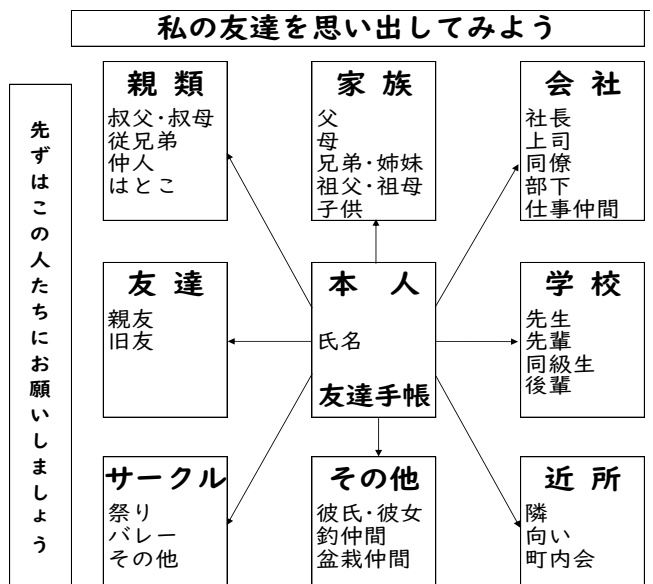 私の友達を思い出してみよう
先ずはこの人たちにお願いしましょう
親 類
叔父・叔母
従兄弟
仲人
はとこ
家 族
父
母
兄弟・姉妹
祖父・祖母
子供
会 社
社長
上司
同僚
部下
仕事仲間
友 達
親友
旧友
本 人
氏名
友達手帳
学 校
先生
先輩
同級生
後輩
サークル
祭り
バレー
その他
その他
彼氏・彼女
釣仲間
盆栽仲間
近 所
隣
向い
町内会